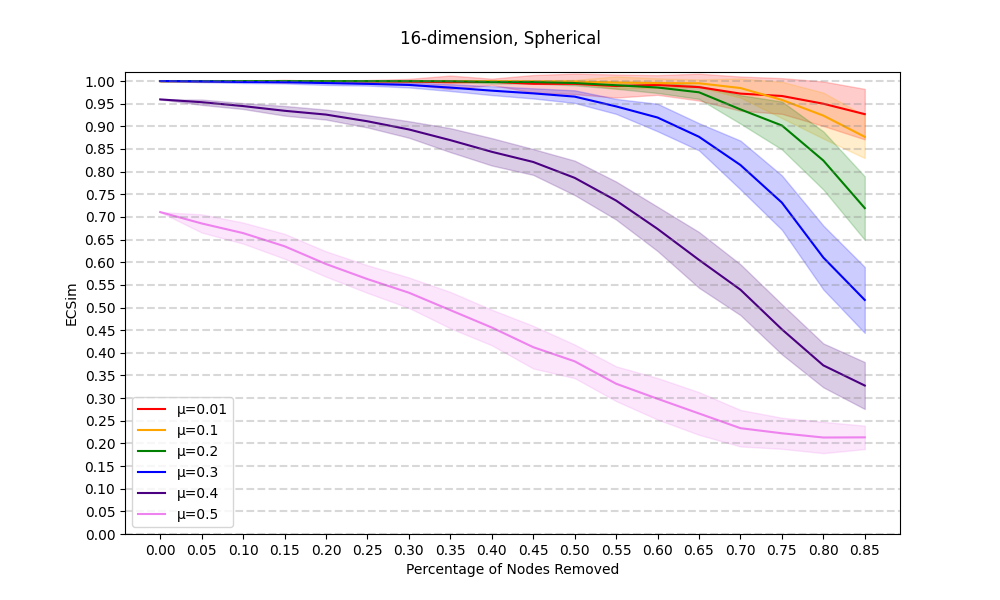 16-dimension, Spherical
1.00
0.95
0.90
0.85
0.80
0.75
0.70
0.65
0.60
0.55
0.50
0.45
0.40
0.35
0.30
0.25
0.20
0.15
0.10
0.05
0.00
ECSim
μ=0.01
μ=0.1
μ=0.2
μ=0.3
μ=0.4
μ=0.5
0.00 0.05 0.10 0.15 0.20 0.25 0.30 0.35 0.40 0.45 0.50 0.55 0.60 0.65 0.70 0.75 0.80 0.85
Percentage of Nodes Removed